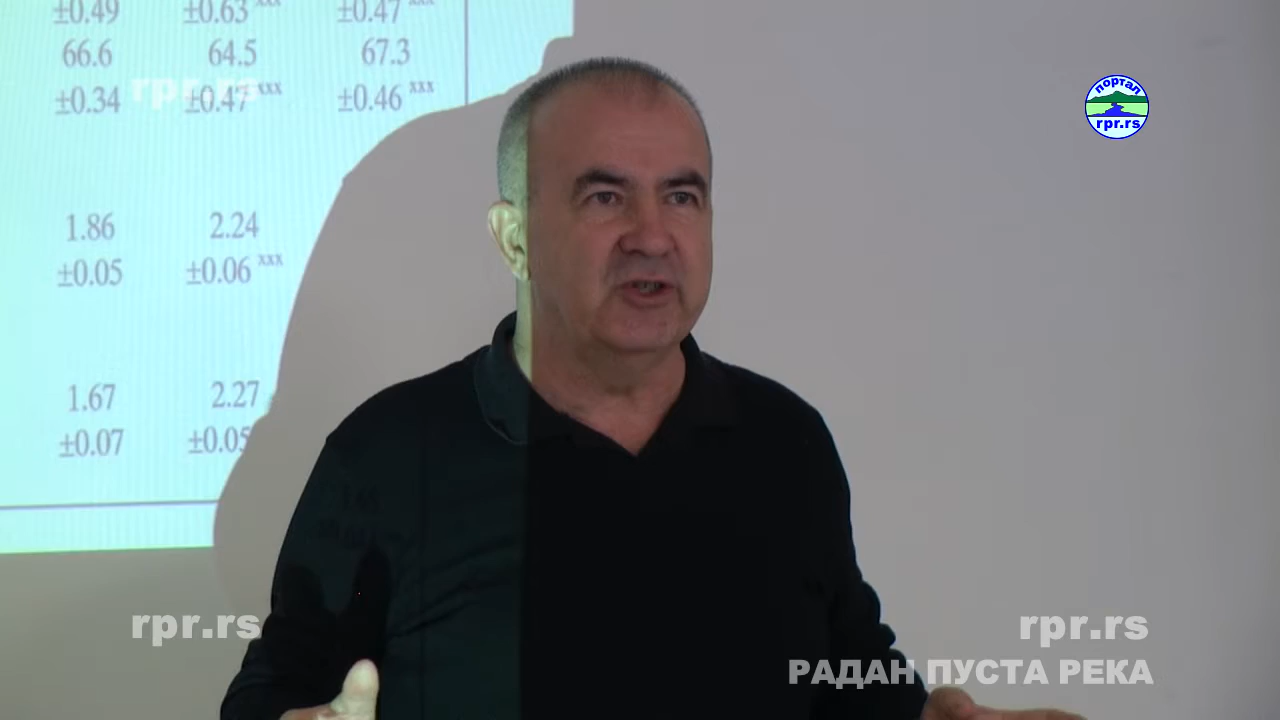 ±0.49 ±0.63 xxx ±0.47 xxx
66.6 64.5 67.3
±0.34 ±0.47 xxx ±0.46 xxx
rpr.rs
портал
rpr.rs
1.86 2.24
±0.05 ±0.06 xxx
1.67 2.27
±0.07 ±0.05
rpr.rs
rpr.rs
РАДАН ПУСТА РЕКА